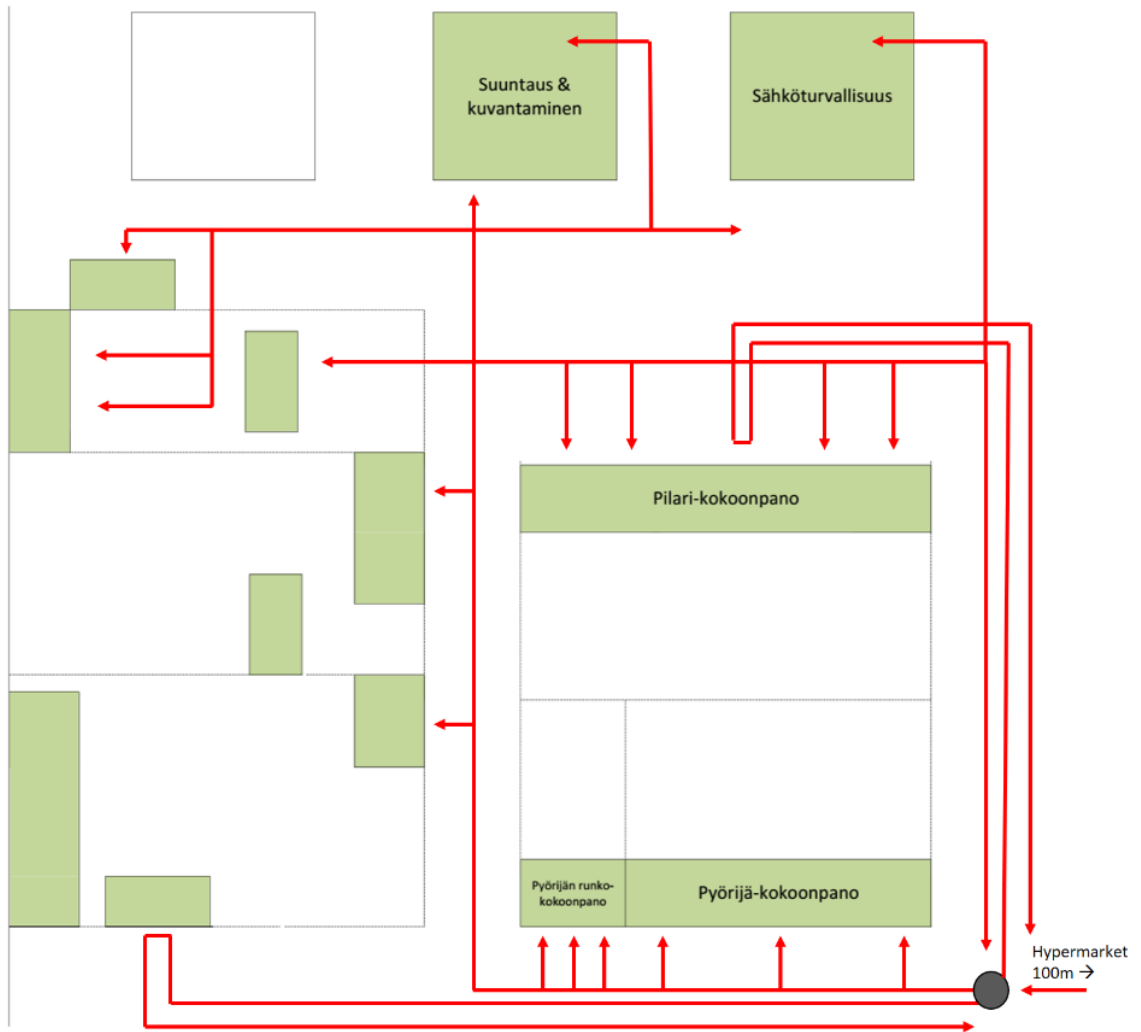 Suuntaus &
kuvantaminen
Sähköturvallisuus
Pilari-kokoonpano
Pyörijän runko-
kokoonpano
Pyörijä-kokoonpano
Hypermarket
100m →